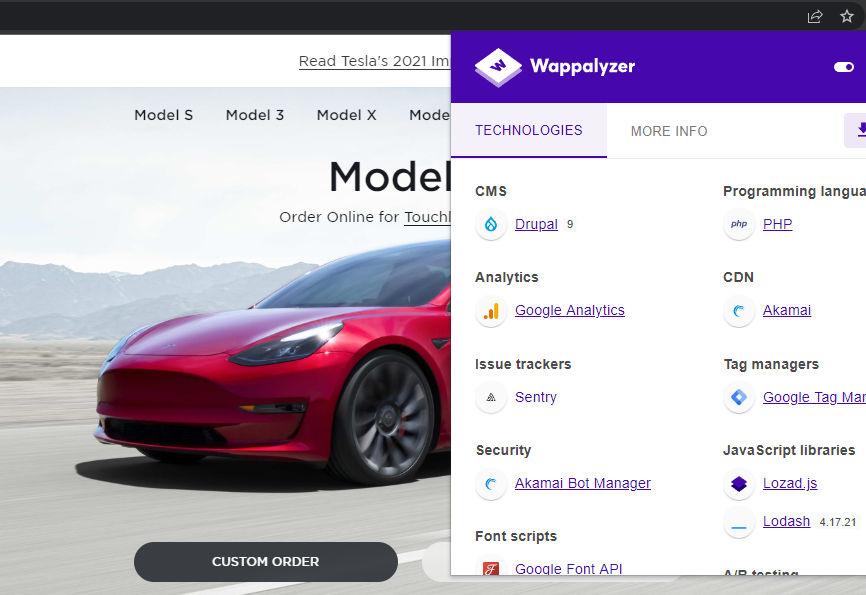 Read Tesla's 2021 Im
Model S Model 3 Model X Mode
Model
Order Online for Touchl
CUSTOM ORDER
W Wappalyzer
TECHNOLOGIES MORE INFO
CMS
Drupal 9
Analytics
Google Analytics
Issue trackers
Sentry
Security
Akamai Bot Manager
Font scripts
Google Font API
Programming langua
php PHP
CDN
Akamai
Tag managers
Google Tag Mar
JavaScript libraries
Lozad.js
Lodash 4.17.21
A/B testing